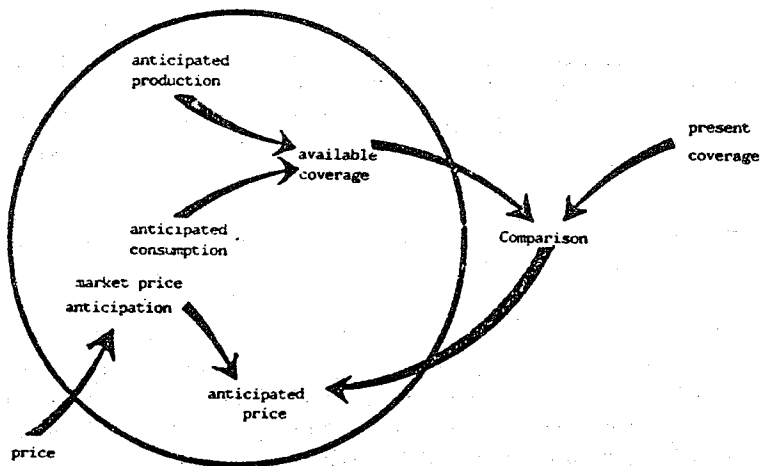 anticipated
production
available
coverage
present
coverage
anticipated
consumption
Comparison
market price
anticipation
anticipated
price
price